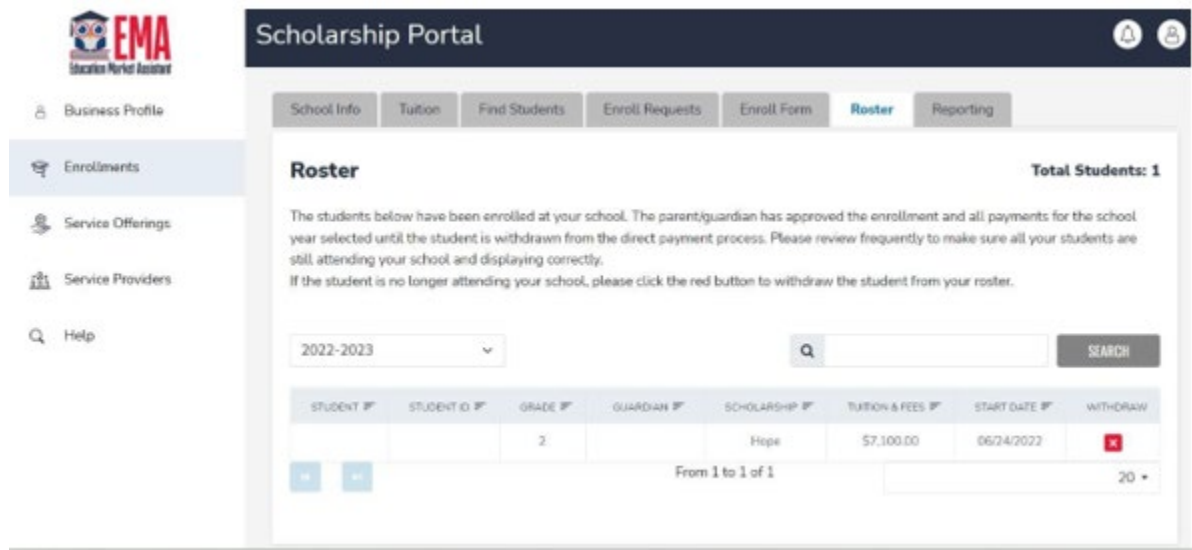 EMA
Education Market Assistant
Scholarship Portal
Business Profile
Enrollments
Service Offerings
Service Providers
Help
School Info
Tuition
Find Students
Enroll Requests
Enroll Form
Roster
Reporting
Roster
Total Students: 1
The students below have been enrolled at your school. The parent/guardian has approved the enrollment and all payments for the school
year selected until the student is withdrawn from the direct payment process. Please review frequently to make sure all your students are
still attending your school and displaying correctly.
If the student is no longer attending your school, please click the red button to withdraw the student from your roster.
2022-2023
SEARCH
STUDENT STUDENT ID GRADE GUARDIAN SCHOLARSHIP TUITION & FEES START DATE WITHDRAW
2 Hope $7,100.00 06/24/2022
From 1 to 1 of 1
20